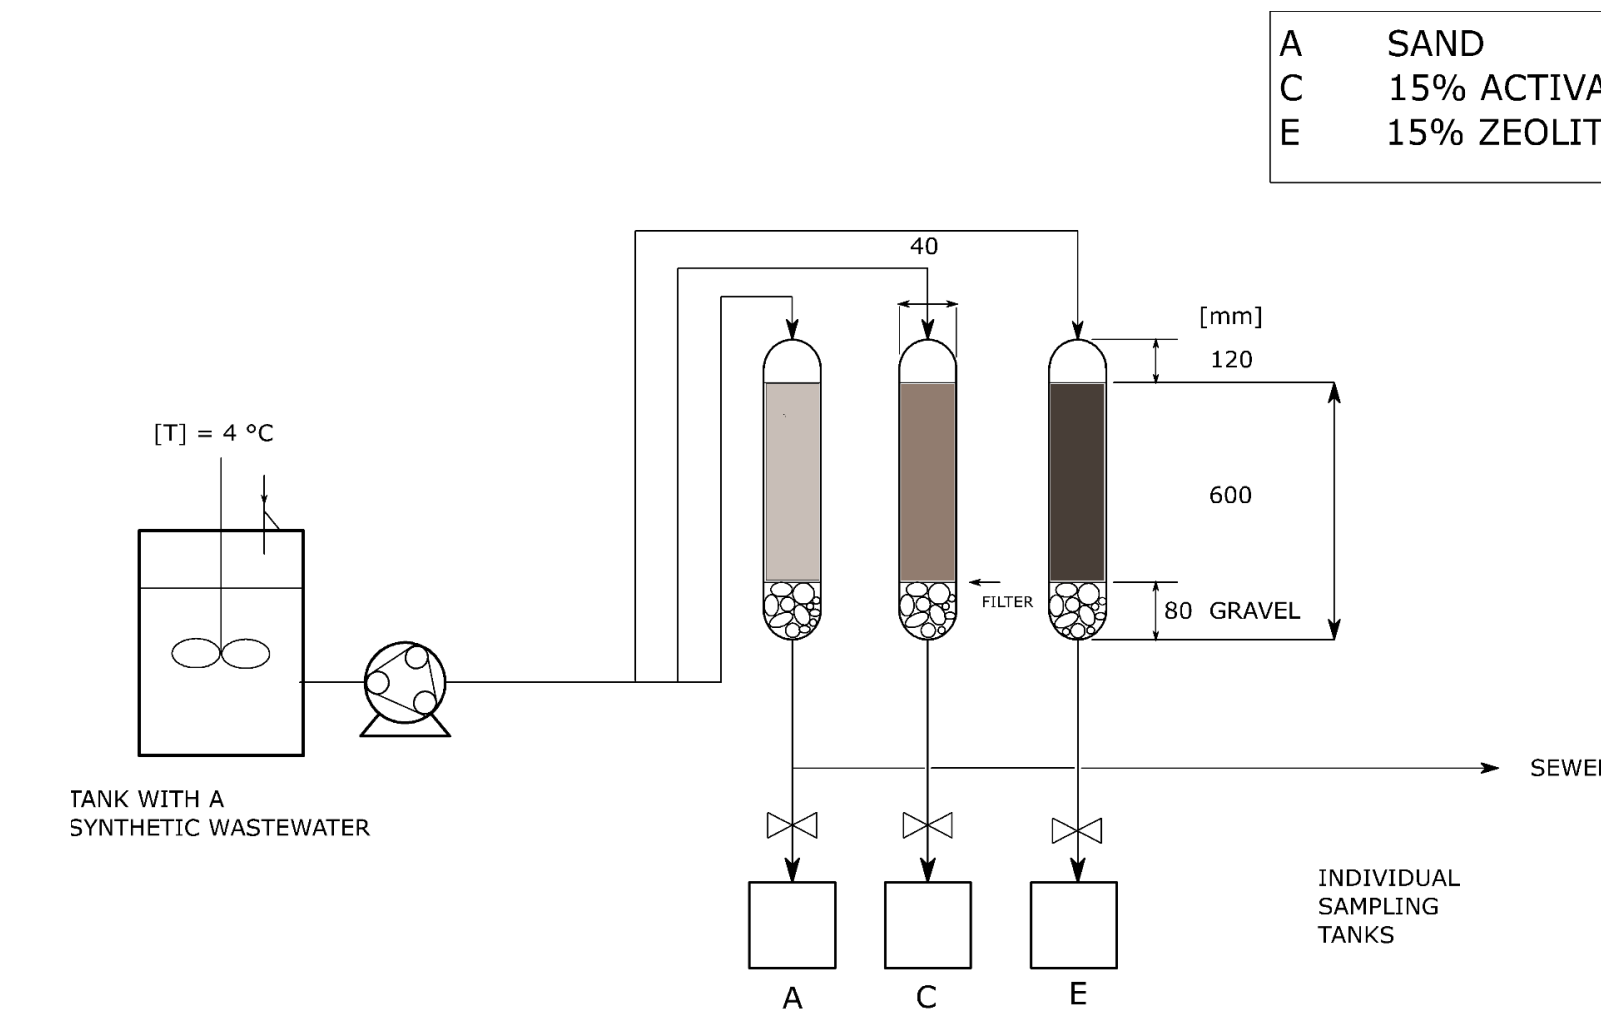 A SAND
C 15% ACTIVA
E 15% ZEOLIT
40
[mm]
120
[T] = 4 °C
600
FILTER
80 GRAVEL
SEWE
TANK WITH A
SYNTHETIC WASTEWATER
INDIVIDUAL
SAMPLING
TANKS
A C E